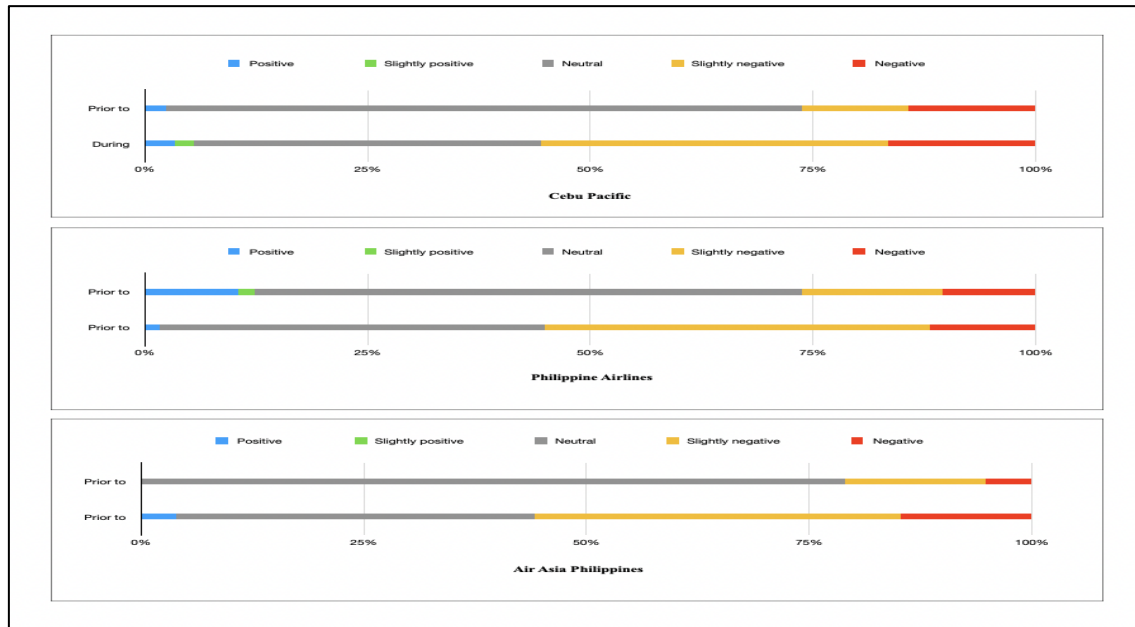 Positive Slightly positive Neutral Slightly negative Negative
Prior to
During
0% 25% 50% 75% 100%
Cebu Pacific
Positive Slightly positive Neutral Slightly negative Negative
Prior to
Prior to
0% 25% 50% 75% 100%
Philippine Airlines
Positive Slightly positive Neutral Slightly negative Negative
Prior to
Prior to
0% 25% 50% 75% 100%
Air Asia Philippines